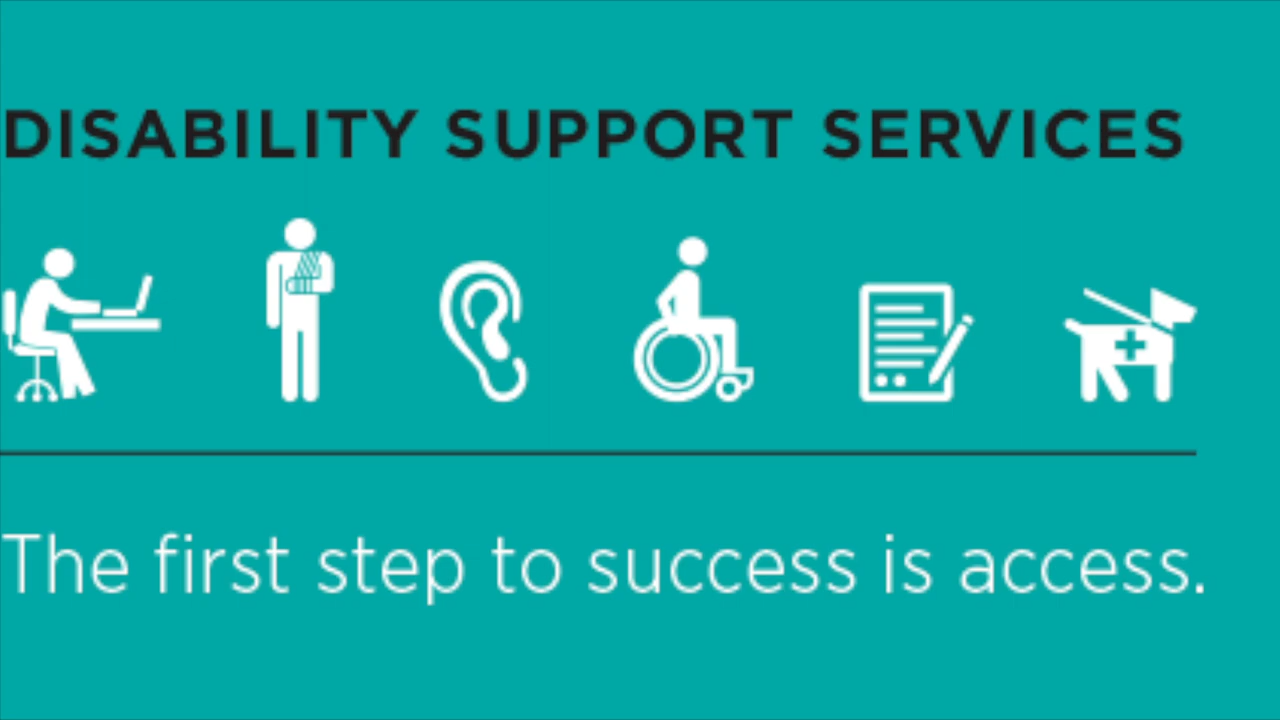 DISABILITY SUPPORT SERVICES
The first step to success is access.